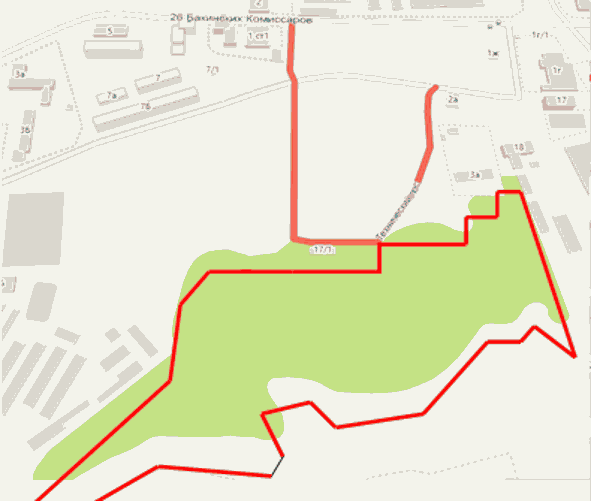 2
26 Бакинских Комиссаров
5
1 ст1
1г/1
1ж
3а
7/1
7
1г
7а
7б
2а
17
3б
18
3а
Технический
17/1